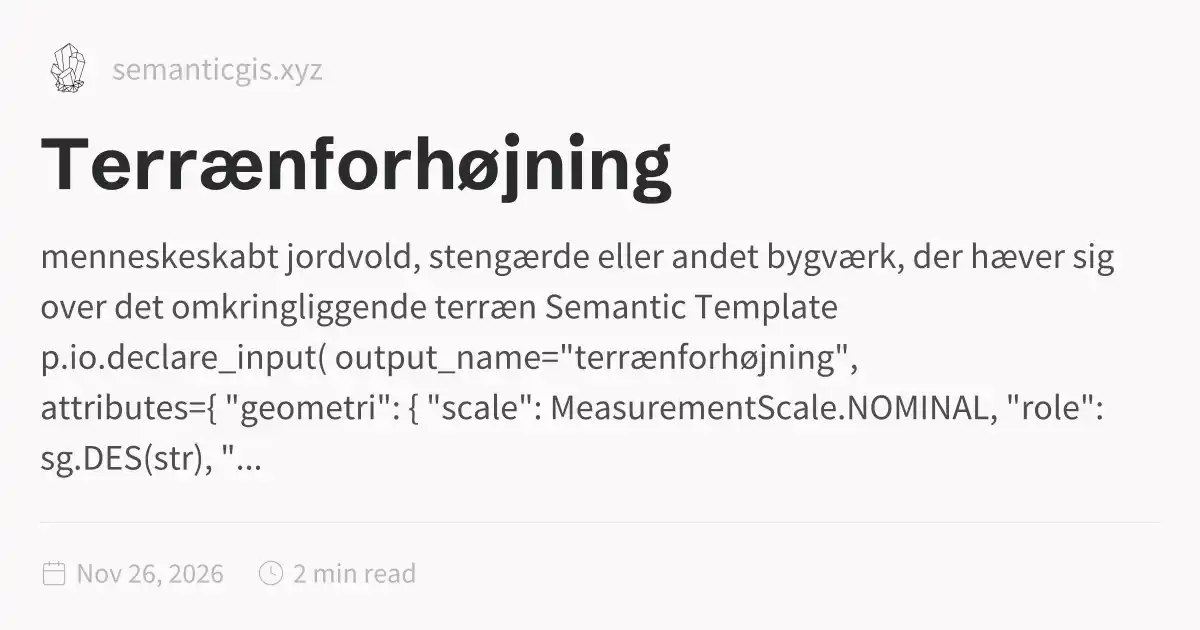 semanticgis.xyz
Terrænforhøjning
menneskeskabt jordvold, stengærde eller andet bygværk, der hæver sig
over det omkringliggende terræn Semantic Template
p.io.declare_input( output_name="terrænforhøjning",
attributes={ "geometri": { "scale": MeasurementScale.NOMINAL, "role":
sg.DES(str), "...
Nov 26, 2026 2 min read